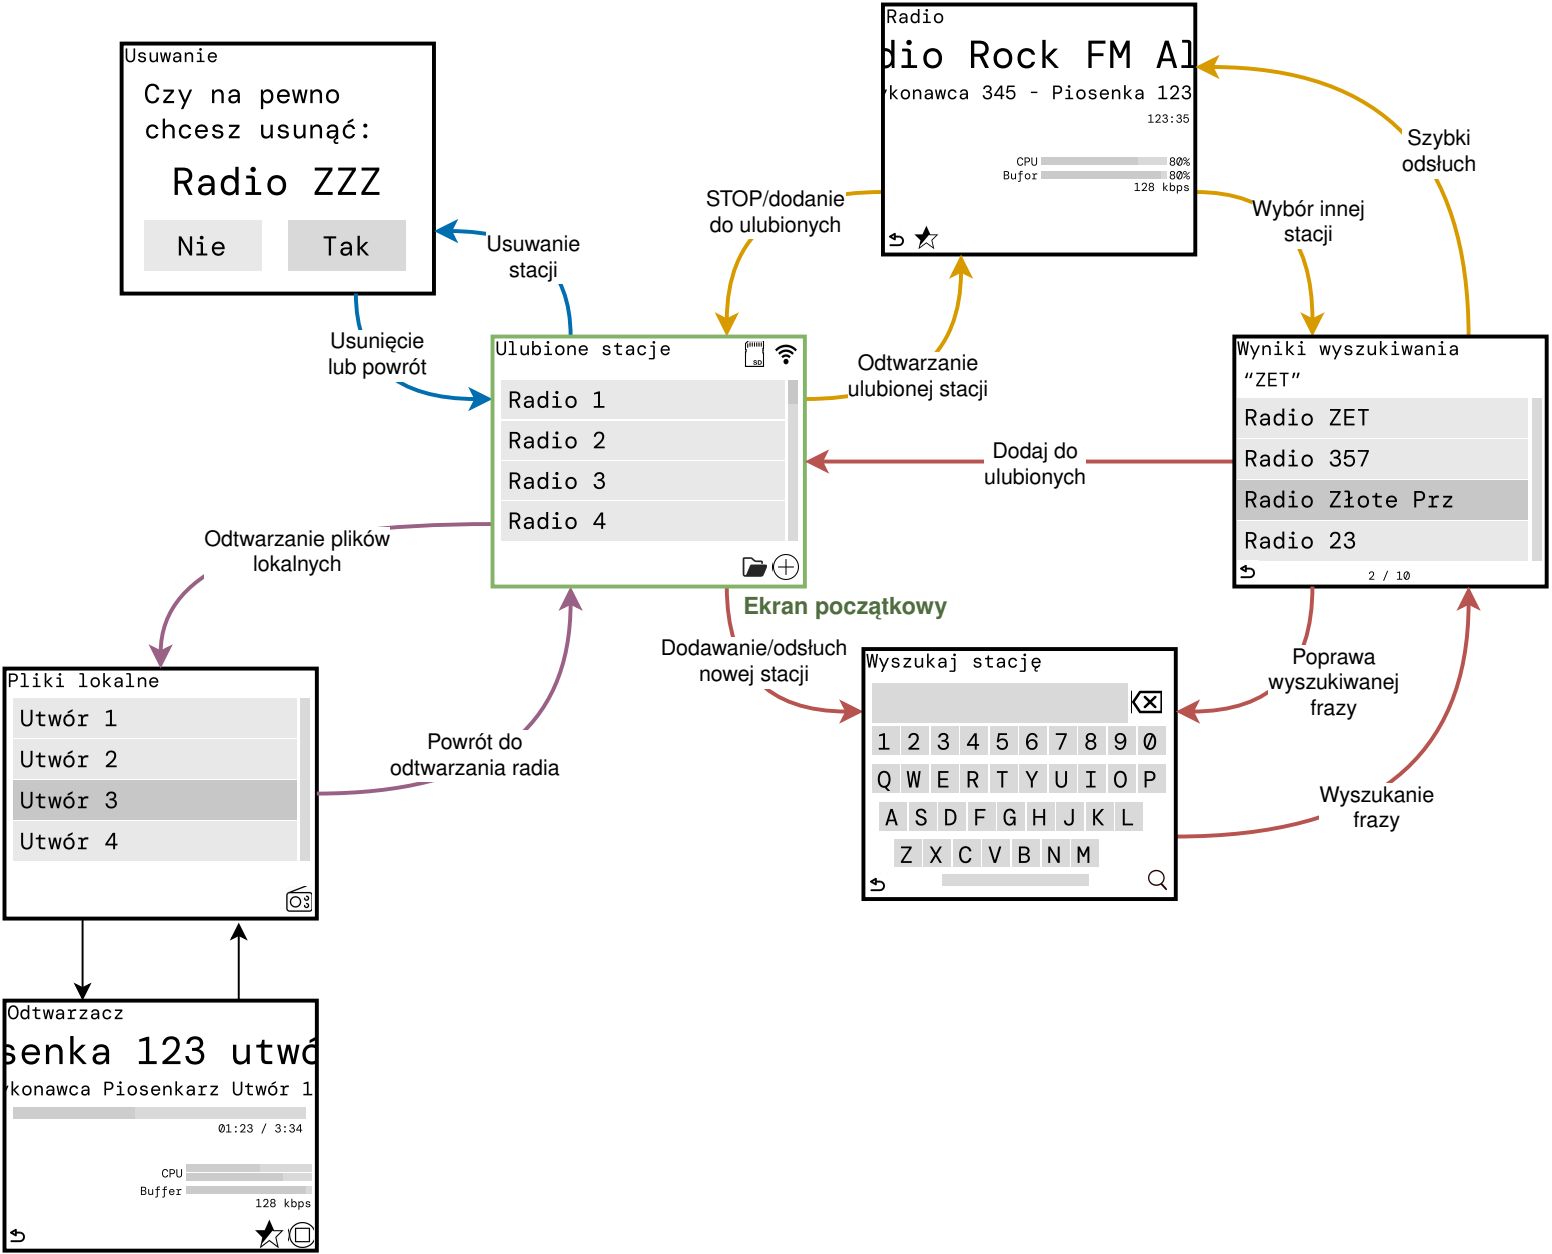 Usuwanie
Czy na pewno
chcesz usunąć:
Radio ZZZ
Nie
Tak
Usuwanie
stacji
Usunięcie
lub powrót
Radio
dio Rock FM Al
ykonawca 345 - Piosenka 123
123:35
CPU 80%
Bufor 80%
128 kbps
STOP/dodanie
do ulubionych
Szybki
odsłuch
Wybór innej
stacji
Odtwarzanie
ulubionej stacji
Ulubione stacje
SD
Radio 1
Radio 2
Radio 3
Radio 4
Ekran początkowy
Wyniki wyszukiwania
“ZET”
Radio ZET
Radio 357
Radio Złote Prz
Radio 23
2 / 10
Dodaj do
ulubionych
Odtwarzanie plików
lokalnych
Dodawanie/odsłuch
nowej stacji
Poprawa
wyszukiwanej
frazy
Wyszukanie
frazy
Wyszukaj stację
1 2 3 4 5 6 7 8 9 0
Q W E R T Y U I O P
A S D F G H J K L
Z X C V B N M
Pliki lokalne
Utwór 1
Utwór 2
Utwór 3
Utwór 4
Powrót do
odtwarzania radia
Odtwarzacz
senka 123 utwó
ykonawca Piosenkarz Utwór 1
01:23 / 3:34
CPU
Buffer
128 kbps